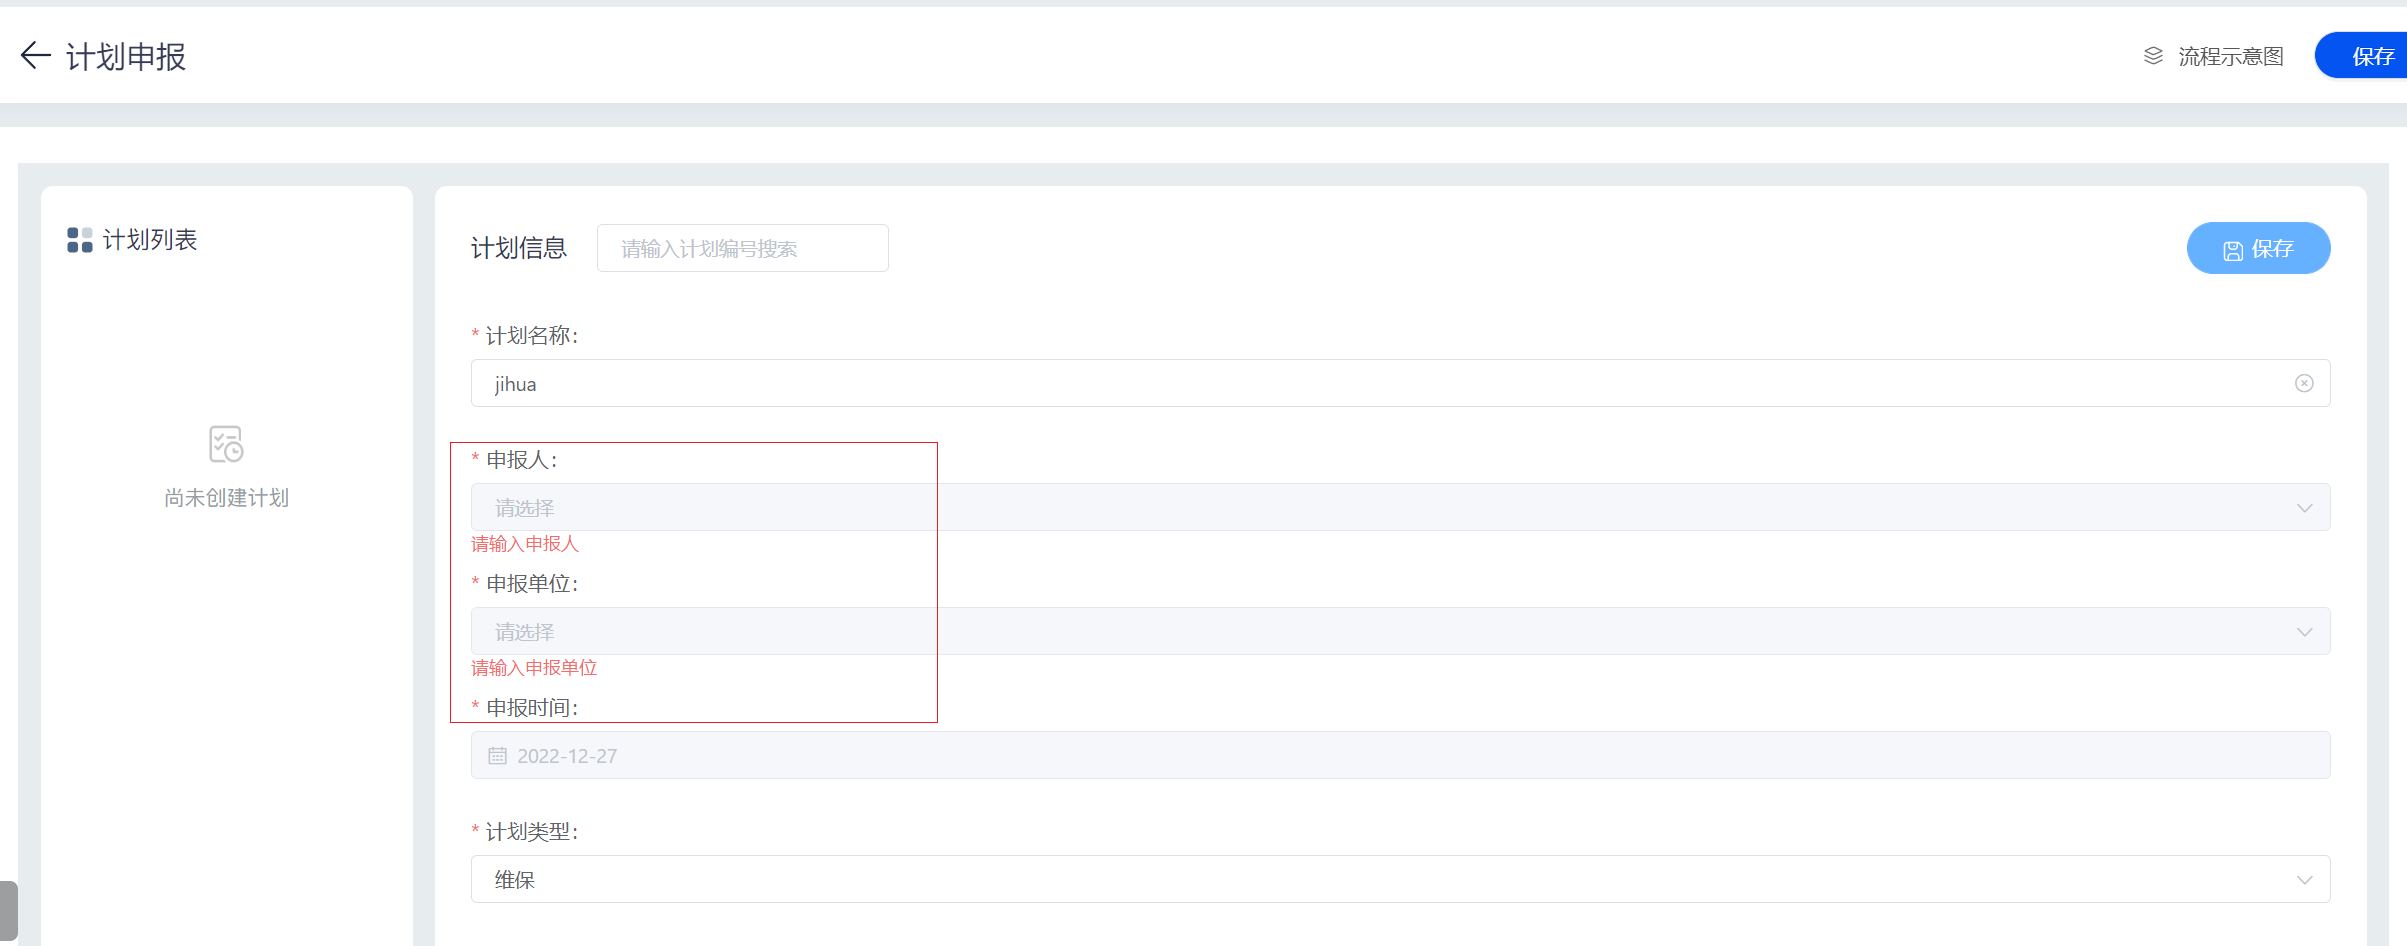 计划申报
流程示意图
保存
计划列表
尚未创建计划
计划信息
请输入计划编号搜索
保存
* 计划名称:
jihua
* 申报人:
请选择
请输入申报人
* 申报单位:
请选择
请输入申报单位
* 申报时间:
2022-12-27
* 计划类型:
维保